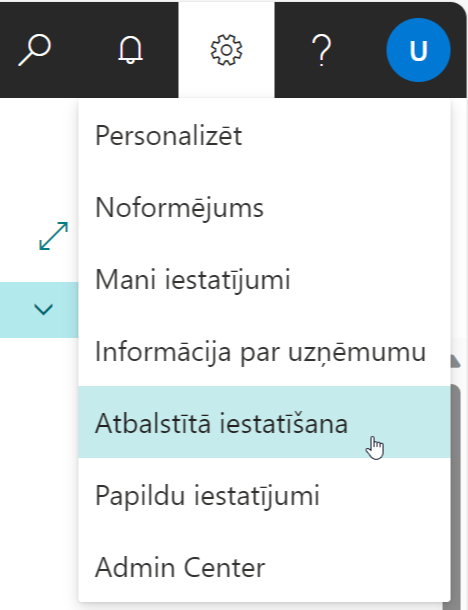 U
Personalizēt
Noformējums
Mani iestatījumi
Informācija par uzņēmumu
Atbalstītā iestatīšana
Papildu iestatījumi
Admin Center